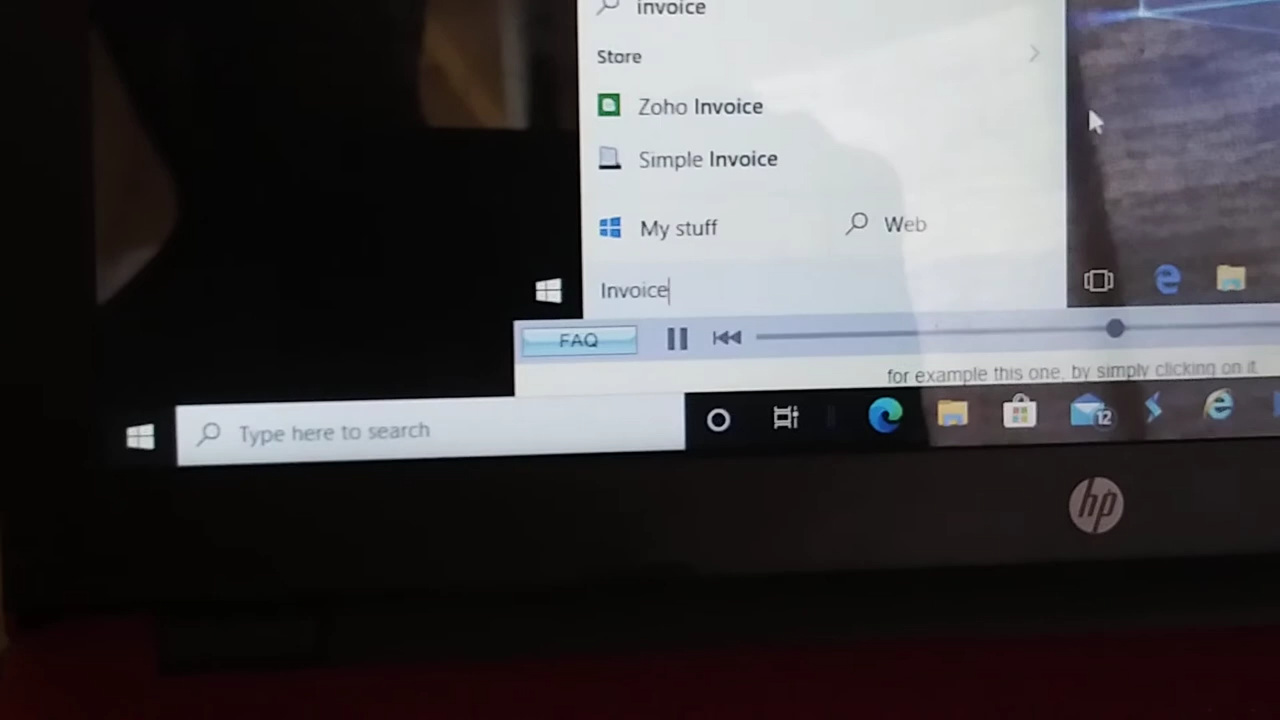 invoice
Store
Zoho Invoice
Simple Invoice
My stuff
Web
Invoice
FAQ
for example this one, by simply clicking on it.
Type here to search
12
hp